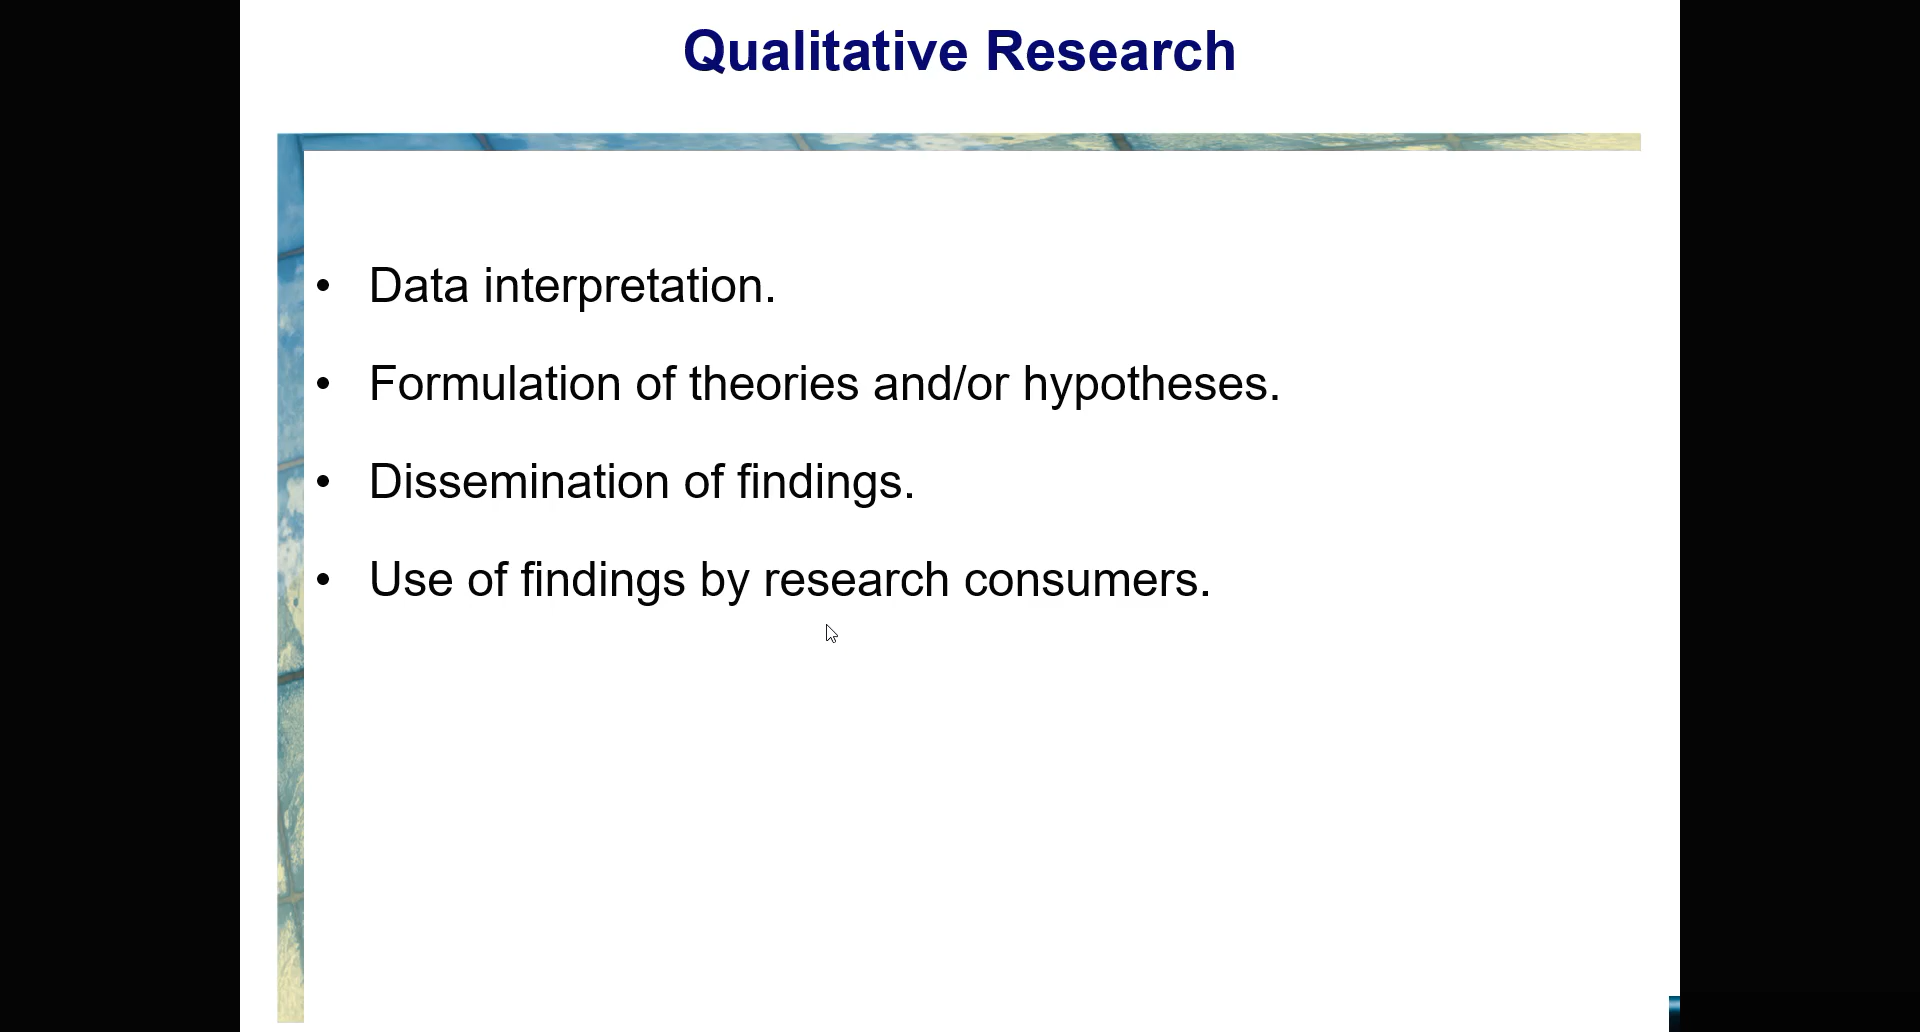 Qualitative Research
• Data interpretation.
• Formulation of theories and/or hypotheses.
• Dissemination of findings.
• Use of findings by research consumers.